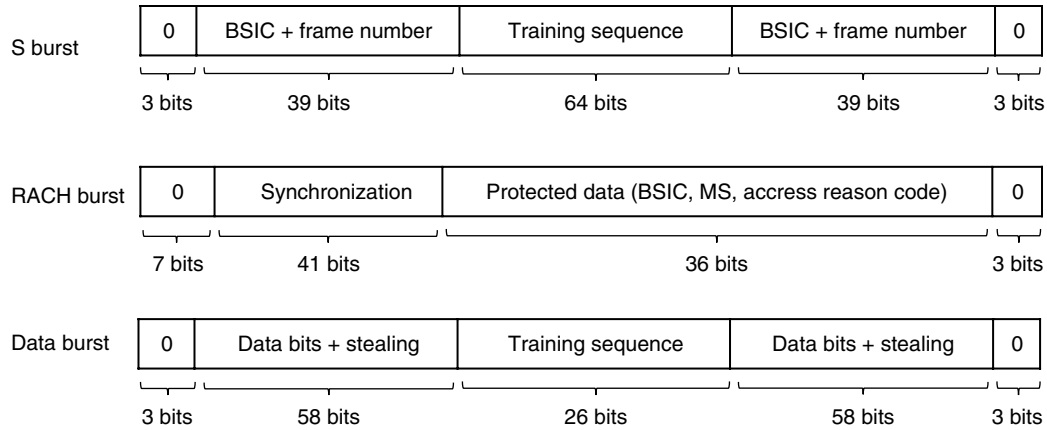 S burst
0 BSIC + frame number Training sequence BSIC + frame number 0
3 bits 39 bits 64 bits 39 bits 3 bits
RACH burst
0 Synchronization Protected data (BSIC, MS, accress reason code) 0
7 bits 41 bits 36 bits 3 bits
Data burst
0 Data bits + stealing Training sequence Data bits + stealing 0
3 bits 58 bits 26 bits 58 bits 3 bits